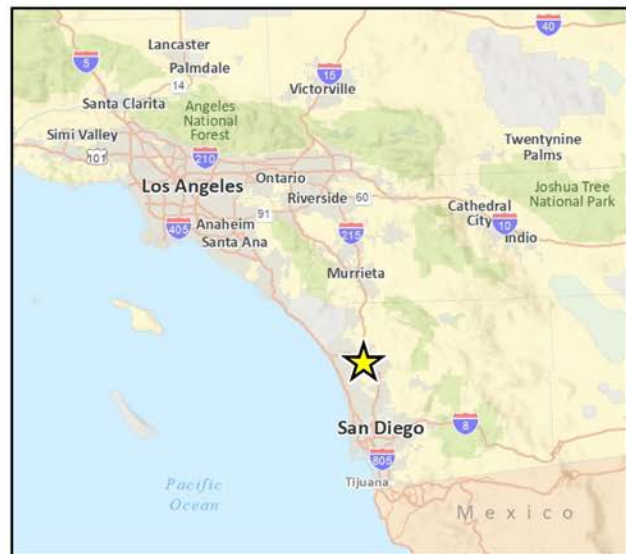 40
Lancaster
5
Palmdale
15
14
Victorville
Santa Clarita
Angeles
National
Forest
Simi Valley
101
210
Twentynine
Palms
Los Angeles
Ontario
Riverside
60
Joshua Tree
National Park
405
Anaheim
91
Santa Ana
215
Cathedral
City
10
Indio
Murrieta
San Diego
8
805
Tijuana
Pacific
Ocean
Mexico